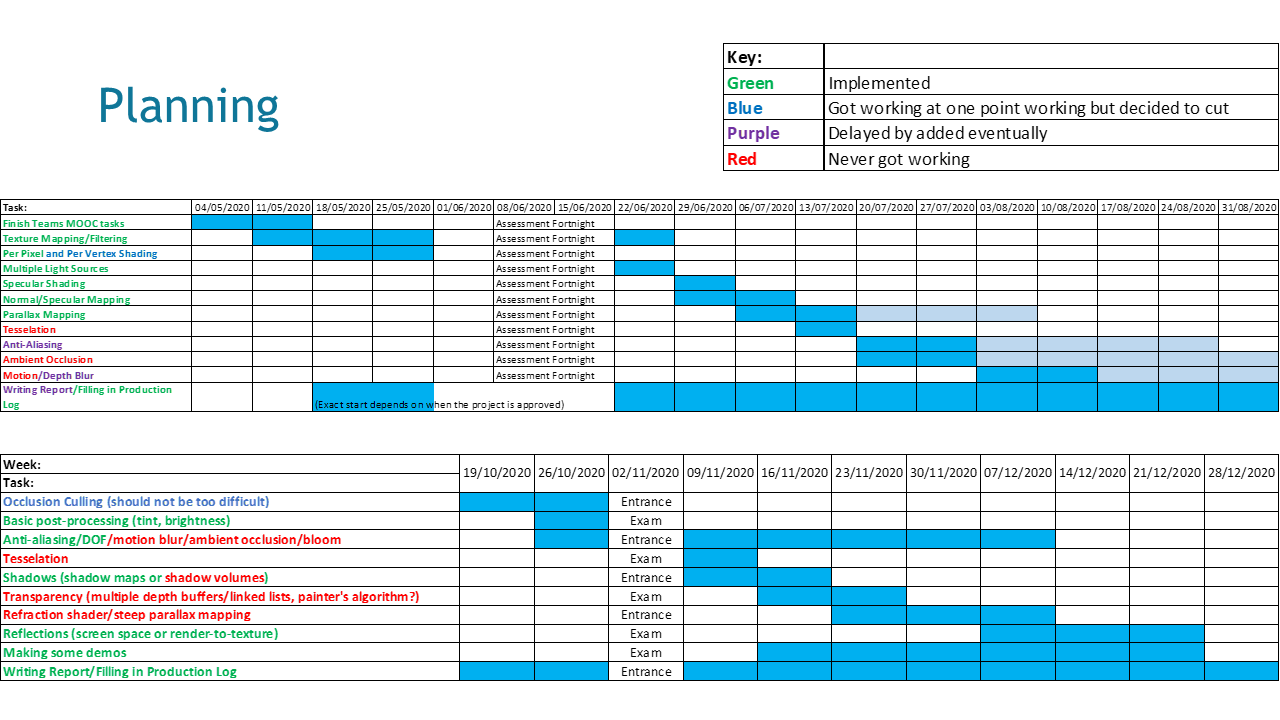 Planning
Key:
Green Implemented
Blue Got working at one point working but decided to cut
Purple Delayed by added eventually
Red Never got working
Task: 04/05/2020 11/05/2020 18/05/2020 25/05/2020 01/06/2020 08/06/2020 15/06/2020 22/06/2020 29/06/2020 06/07/2020 13/07/2020 20/07/2020 27/07/2020 03/08/2020 10/08/2020 17/08/2020 24/08/2020 31/08/2020
Finish Teams MOOC tasks Assessment Fortnight
Texture Mapping/Filtering Assessment Fortnight
Per Pixel and Per Vertex Shading Assessment Fortnight
Multiple Light Sources Assessment Fortnight
Specular Shading Assessment Fortnight
Normal/Specular Mapping Assessment Fortnight
Parallax Mapping Assessment Fortnight
Tesselation Assessment Fortnight
Anti-Aliasing Assessment Fortnight
Ambient Occlusion Assessment Fortnight
Motion/Depth Blur Assessment Fortnight
Writing Report/Filling in Production
Log (Exact start depends on when the project is approved)
Week:
19/10/2020 26/10/2020 02/11/2020 09/11/2020 16/11/2020 23/11/2020 30/11/2020 07/12/2020 14/12/2020 21/12/2020 28/12/2020
Task:
Occlusion Culling (should not be too difficult) Entrance
Basic post-processing (tint, brightness) Exam
Anti-aliasing/DOF/motion blur/ambient occlusion/bloom Entrance
Tesselation Exam
Shadows (shadow maps or shadow volumes) Entrance
Transparency (multiple depth buffers/linked lists, painter's algorithm?) Exam
Refraction shader/steep parallax mapping Entrance
Reflections (screen space or render-to-texture) Exam
Making some demos Exam
Writing Report/Filling in Production Log Entrance